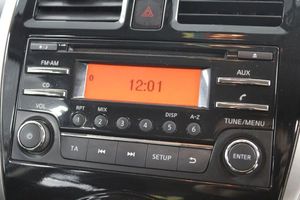 FM·AM
0
12:01
AUX
CD
VOL
RPT
MIX
DISP
A-Z
1
2
3
4
5
6
TUNE/MENU
TA
SETUP
ENTER